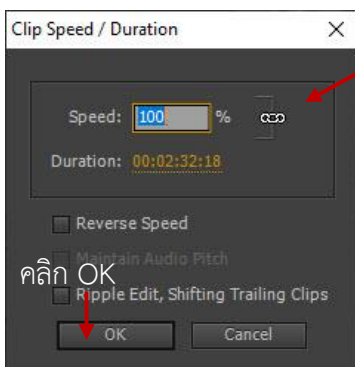 Clip Speed / Duration
Speed: 100 %
Duration: 00:02:32:18
Reverse Speed
Maintain Audio Pitch
คลิก OK
Ripple Edit, Shifting Trailing Clips
OK Cancel